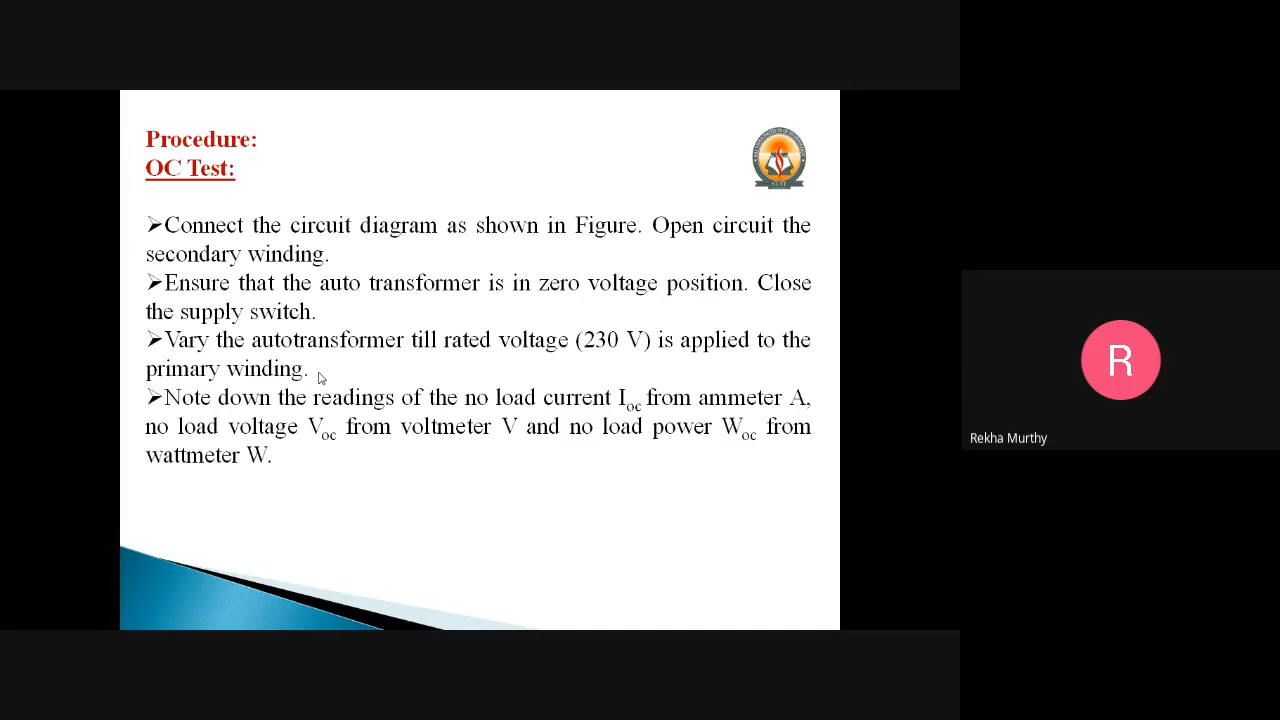 Procedure:
OC Test:
➢Connect the circuit diagram as shown in Figure. Open circuit the
secondary winding.
➢Ensure that the auto transformer is in zero voltage position. Close
the supply switch.
➢Vary the autotransformer till rated voltage (230 V) is applied to the
primary winding.
➢Note down the readings of the no load current Ioc from ammeter A,
no load voltage Voc from voltmeter V and no load power Woc from
wattmeter W.
R
Rekha Murthy